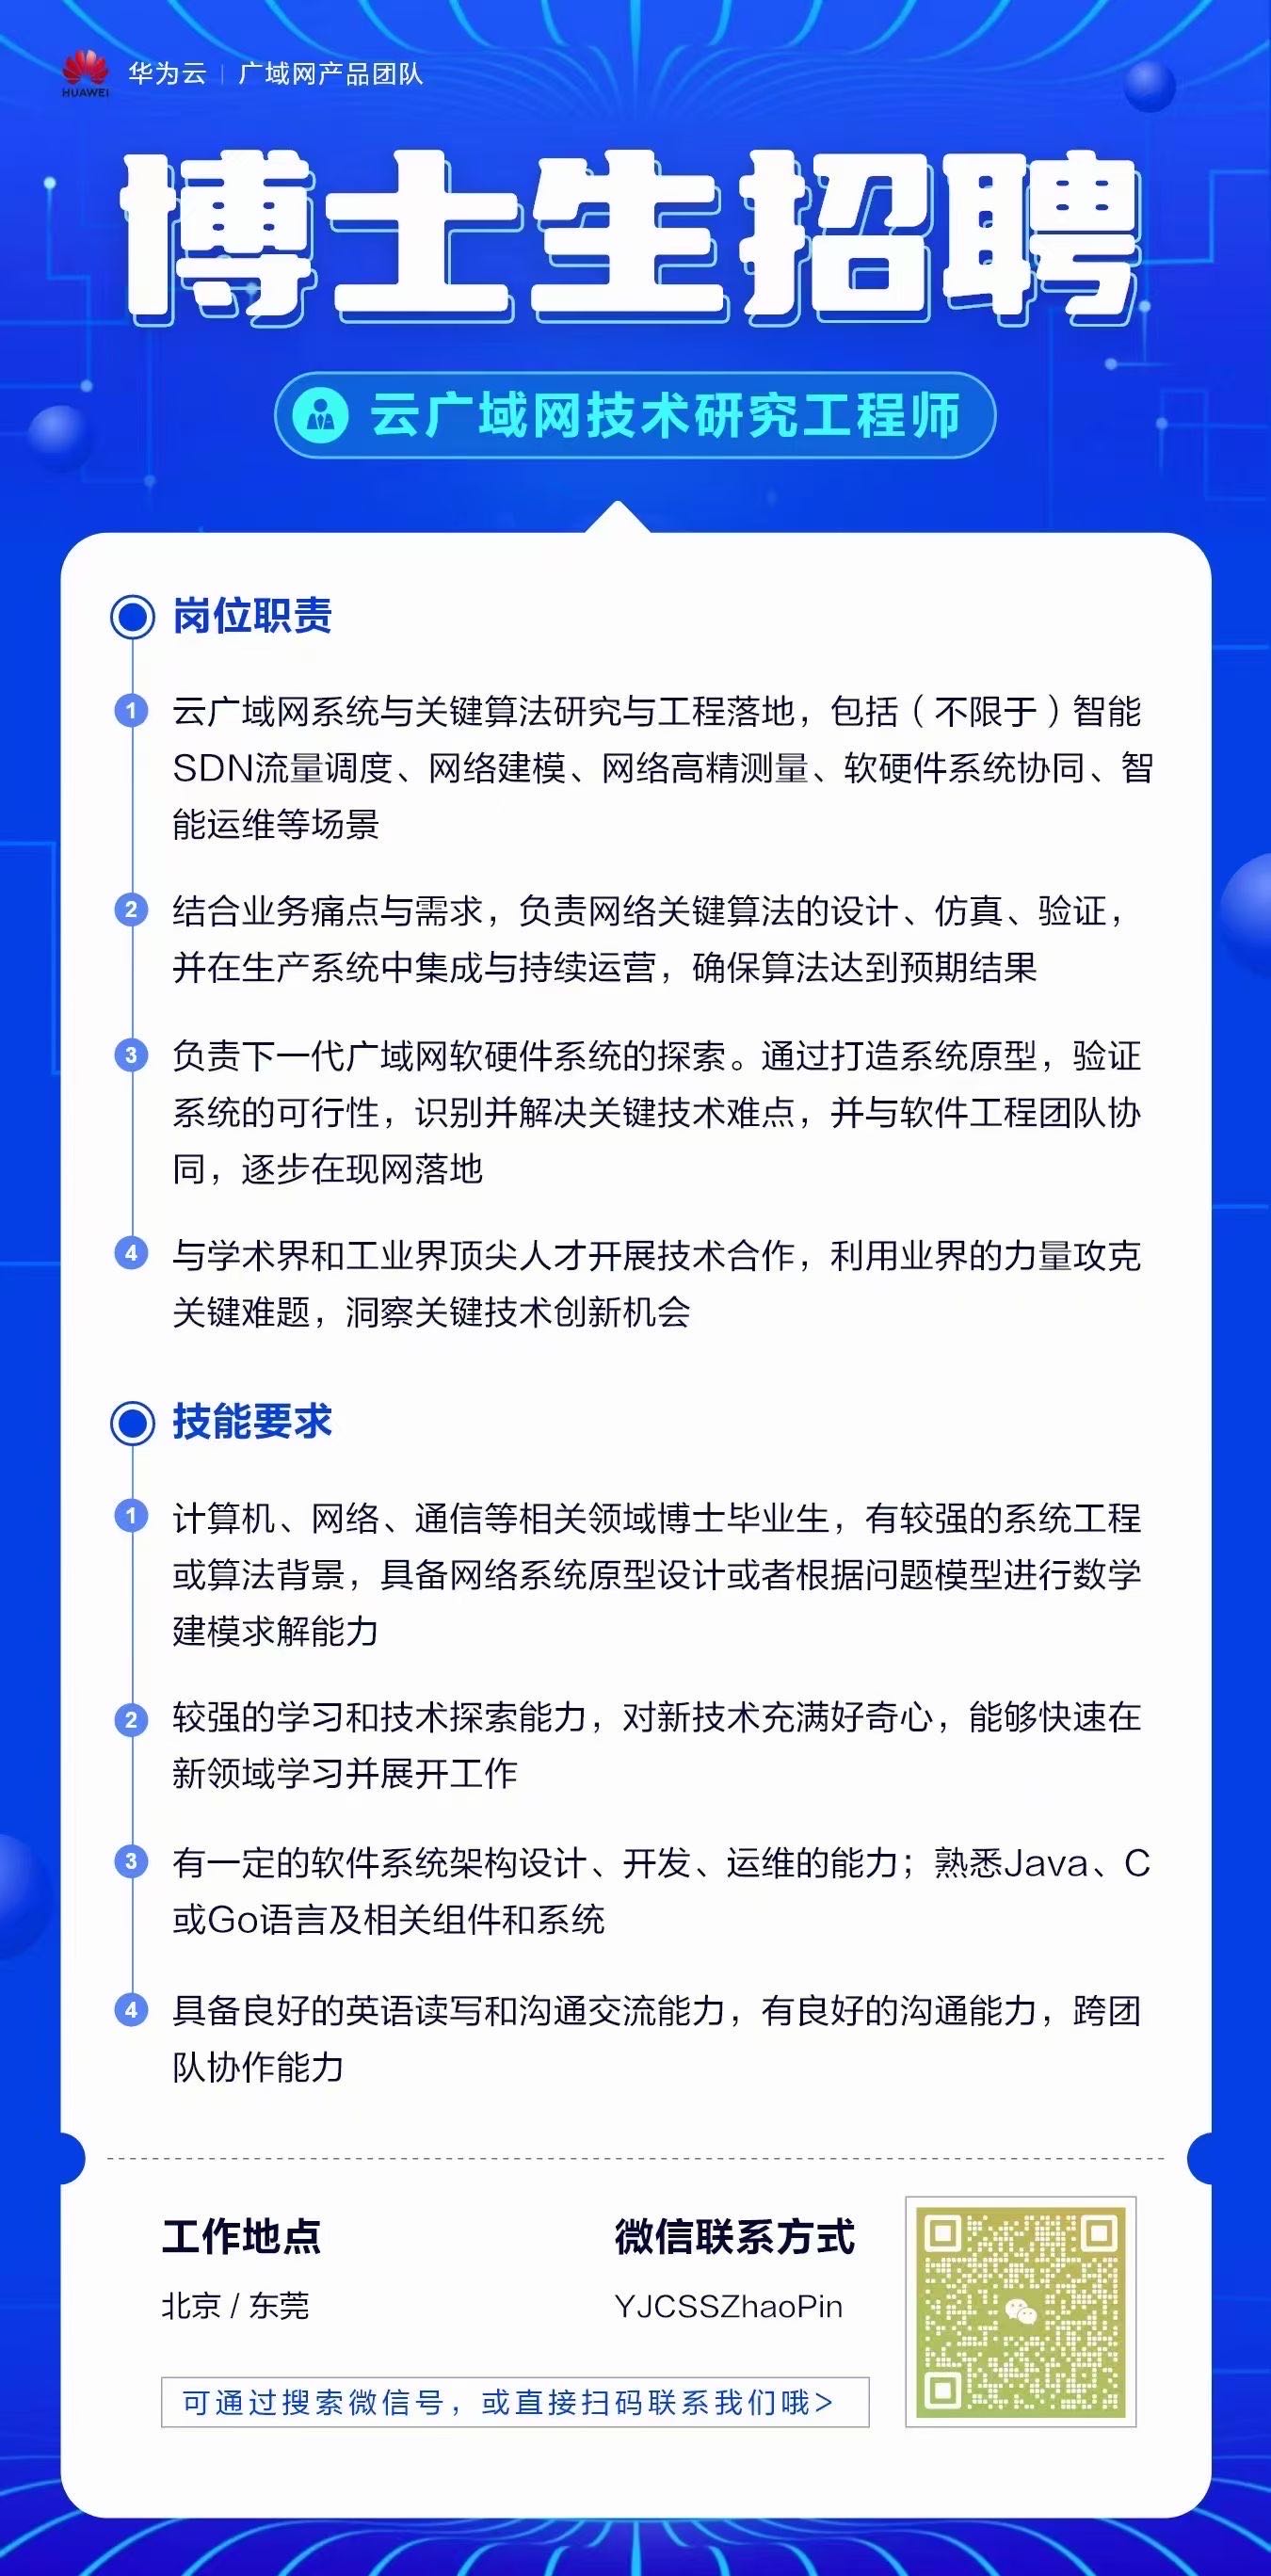 HUAWEI
华为云 | 广域网产品团队
博士生招聘
云广域网技术研究工程师
岗位职责
1 云广域网系统与关键算法研究与工程落地，包括（不限于）智能
SDN流量调度、网络建模、网络高精测量、软硬件系统协同、智
能运维等场景
2 结合业务痛点与需求，负责网络关键算法的设计、仿真、验证，
并在生产系统中集成与持续运营，确保算法达到预期结果
3 负责下一代广域网软硬件系统的探索。通过打造系统原型，验证
系统的可行性，识别并解决关键技术难点，并与软件工程团队协
同，逐步在现网落地
4 与学术界和工业界顶尖人才开展技术合作，利用业界的力量攻克
关键难题，洞察关键技术创新机会
技能要求
1 计算机、网络、通信等相关领域博士毕业生，有较强的系统工程
或算法背景，具备网络系统原型设计或者根据问题模型进行数学
建模求解能力
2 较强的学习和技术探索能力，对新技术充满好奇心，能够快速在
新领域学习并展开工作
3 有一定的软件系统架构设计、开发、运维的能力；熟悉Java、C
或Go语言及相关组件和系统
4 具备良好的英语读写和沟通交流能力，有良好的沟通能力，跨团
队协作能力
工作地点
北京 / 东莞
微信联系方式
YJCSSZhaoPin
可通过搜索微信号，或直接扫码联系我们哦>